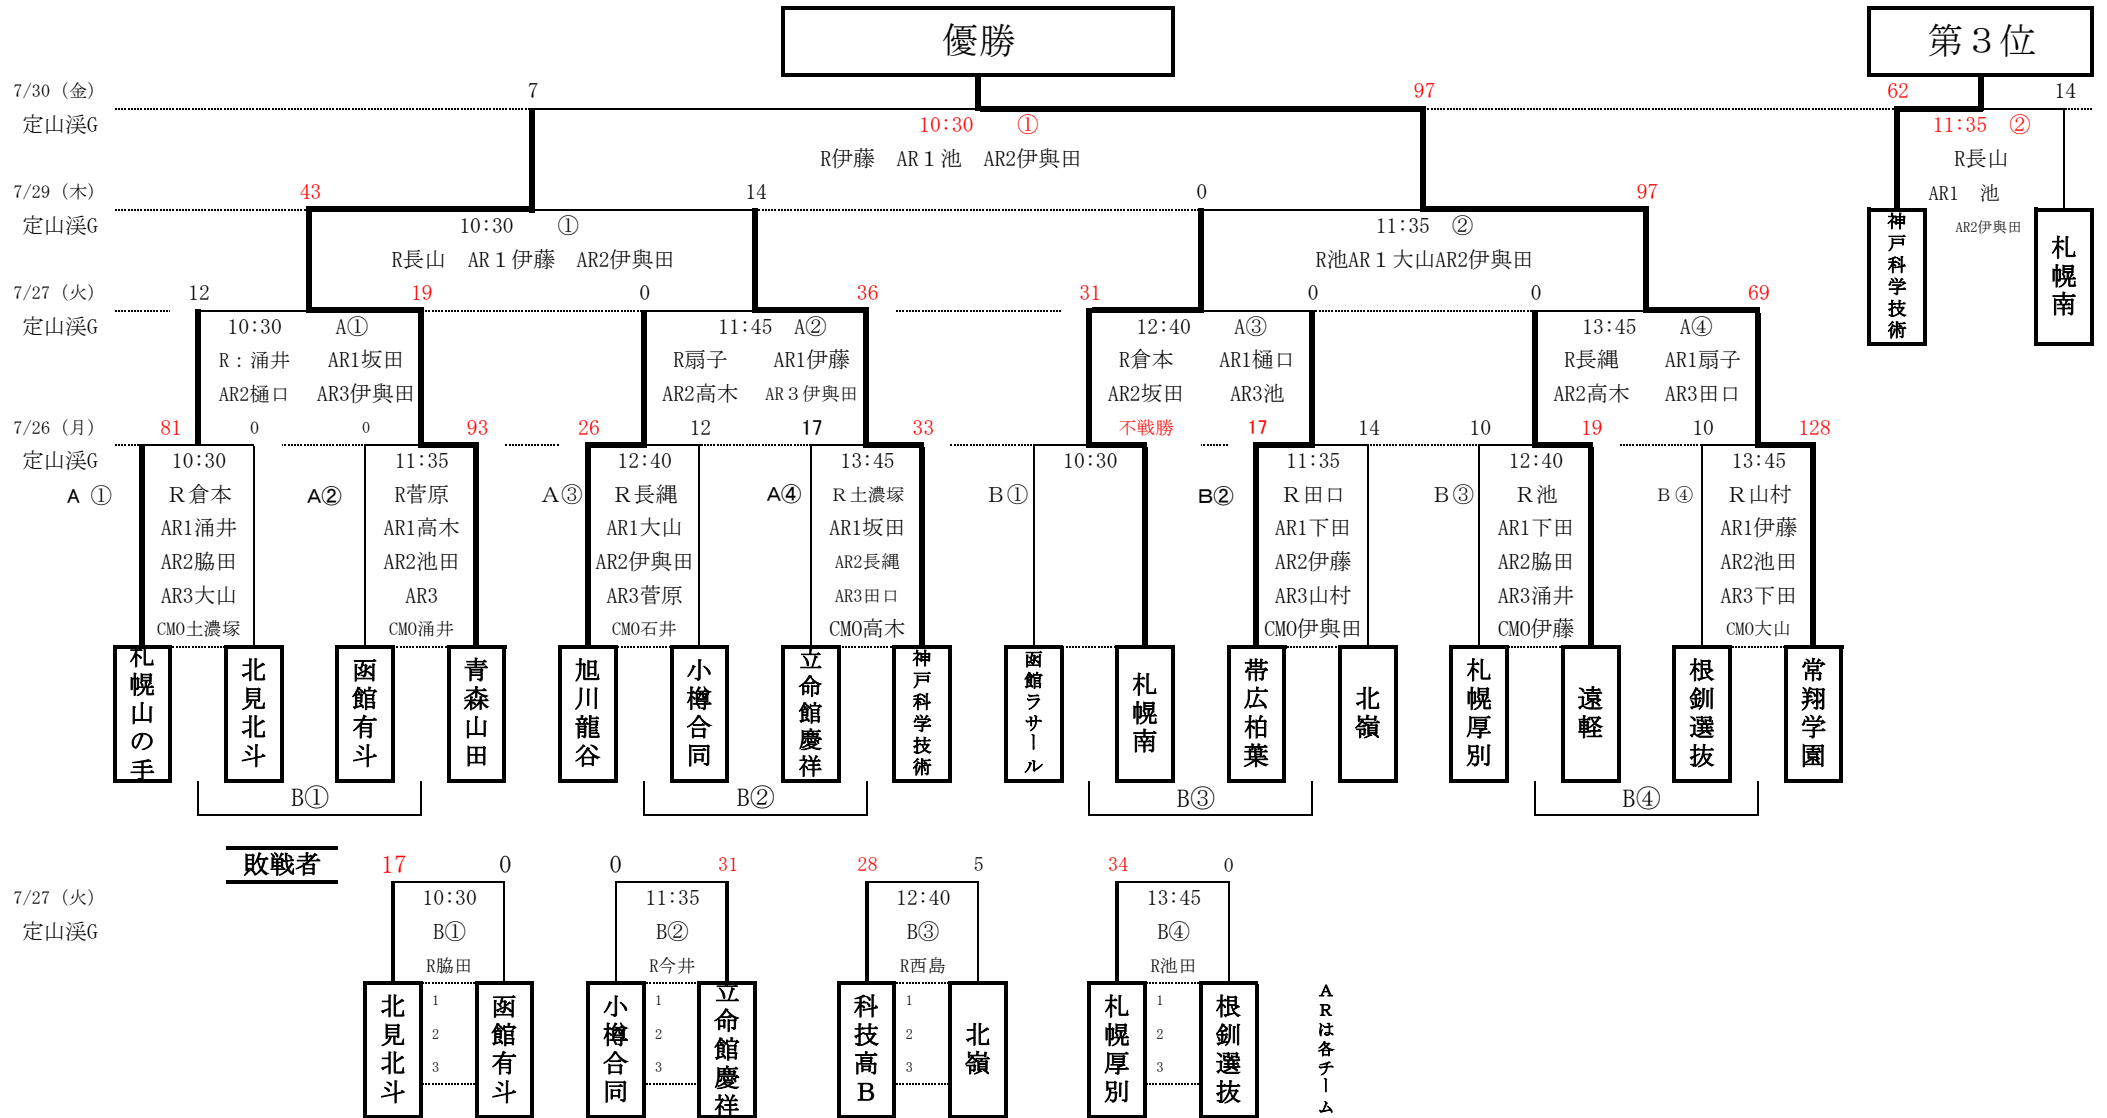 優勝
第３位
7/30（金）
7
97
62
14
定山渓G
10:30 ①
11:35 ②
R伊藤 AR１池 AR2伊與田
R長山
AR1 池
AR2伊與田
神戸科学技術
札幌南
7/29（木）
43
14
0
97
定山渓G
10:30 ①
11:35 ②
R長山 AR１伊藤 AR2伊與田
R池AR１大山AR2伊與田
7/27（火）
12
19
0
36
31
0
0
69
定山渓G
10:30 A①
R：涌井 AR1坂田
AR2樋口 AR3伊與田
11:45 A②
R扇子 AR1伊藤
AR2高木 AR３伊與田
12:40 A③
R倉本 AR1樋口
AR2坂田 AR3池
13:45 A④
R長縄 AR1扇子
AR2高木 AR3田口
7/26（月）
81
0
0
93
26
12
17
33
不戦勝
17
14
10
19
10
128
定山渓G
A ①
10:30
Ｒ倉本
AR1涌井
AR2脇田
AR3大山
CMO土濃塚
A②
11:35
R菅原
AR1高木
AR2池田
AR3
CMO涌井
A③
12:40
Ｒ長縄
AR1大山
AR2伊與田
AR3菅原
CMO石井
A④
13:45
Ｒ土濃塚
AR1坂田
AR2長縄
AR3田口
CMO高木
B①
10:30
B②
11:35
Ｒ田口
AR1下田
AR2伊藤
AR3山村
CMO伊與田
B③
12:40
Ｒ池
AR1下田
AR2脇田
AR3涌井
CMO伊藤
B④
13:45
Ｒ山村
AR1伊藤
AR2池田
AR3下田
CMO大山
札幌山の手
北見北斗
函館有斗
青森山田
旭川龍谷
小樽合同
立命館慶祥
神戸科学技術
函館ラサール
札幌南
帯広柏葉
北嶺
札幌厚別
遠軽
根釧選抜
常翔学園
B①
B②
B③
B④
敗戦者
17
0
0
31
28
5
34
0
7/27（火）
定山渓G
10:30
B①
R脇田
11:35
B②
R今井
12:40
B③
R西島
13:45
B④
R池田
北見北斗
1
2
3
函館有斗
小樽合同
1
2
3
立命館慶祥
科技高Ｂ
1
2
3
北嶺
札幌厚別
1
2
3
根釧選抜
ＡＲは各チーム